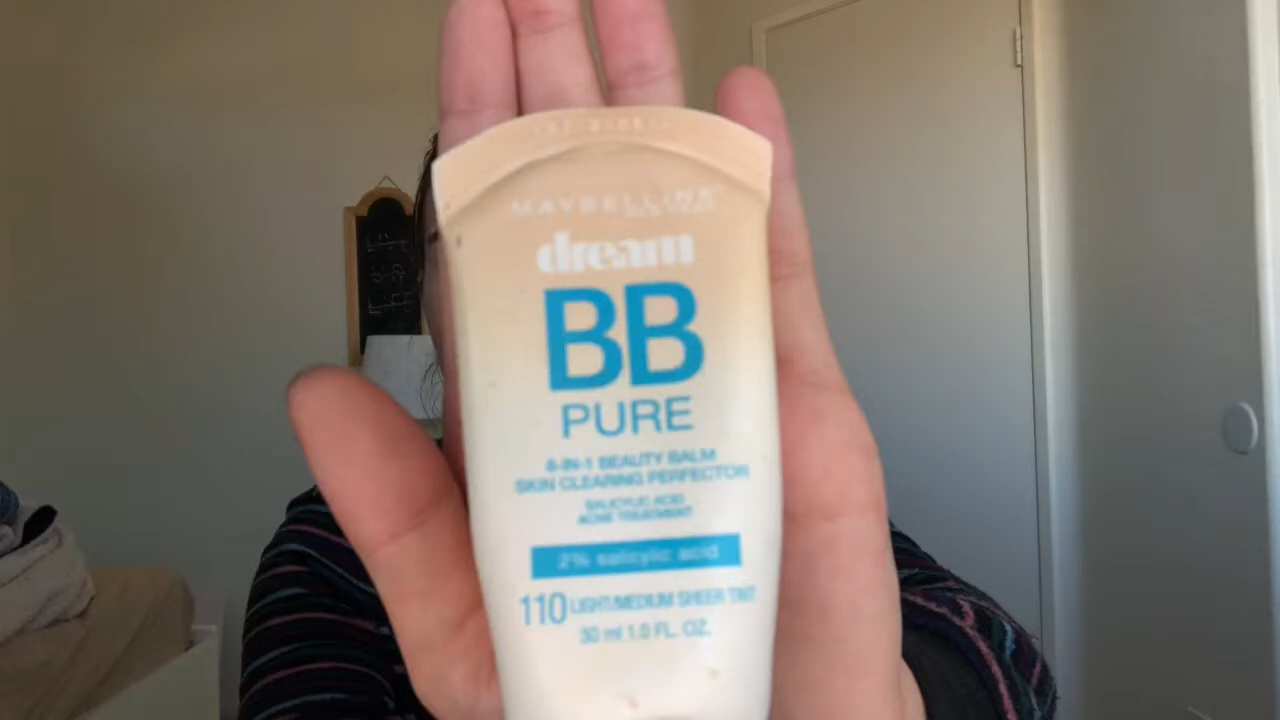 MAYBELLINE
dream
BB
PURE
8-IN-1 BEAUTY BALM
SKIN CLEARING PERFECTOR
SALICYLIC ACID
ACNE TREATMENT
2% salicylic acid
110 LIGHT/MEDIUM SHEER TINT
30 ml 1.0 FL. OZ.